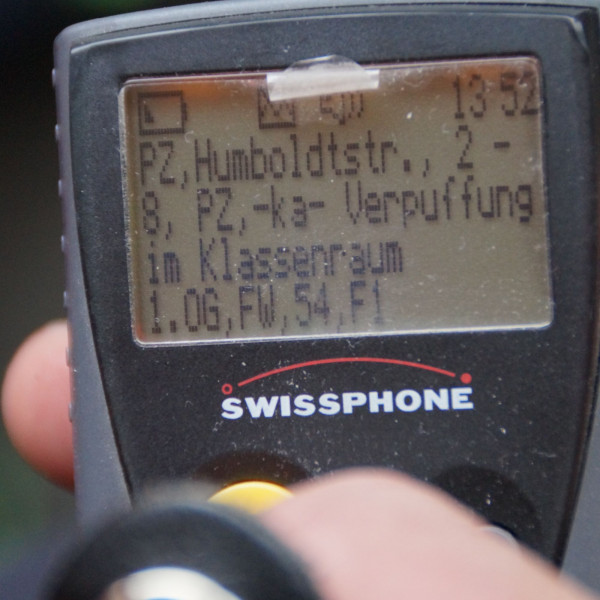 13:52
PZ,Humboldtstr., 2 -
8, PZ,-ka- Verpuffung
im Klassenraum
1.OG,FW,54,F1
SWISSPHONE